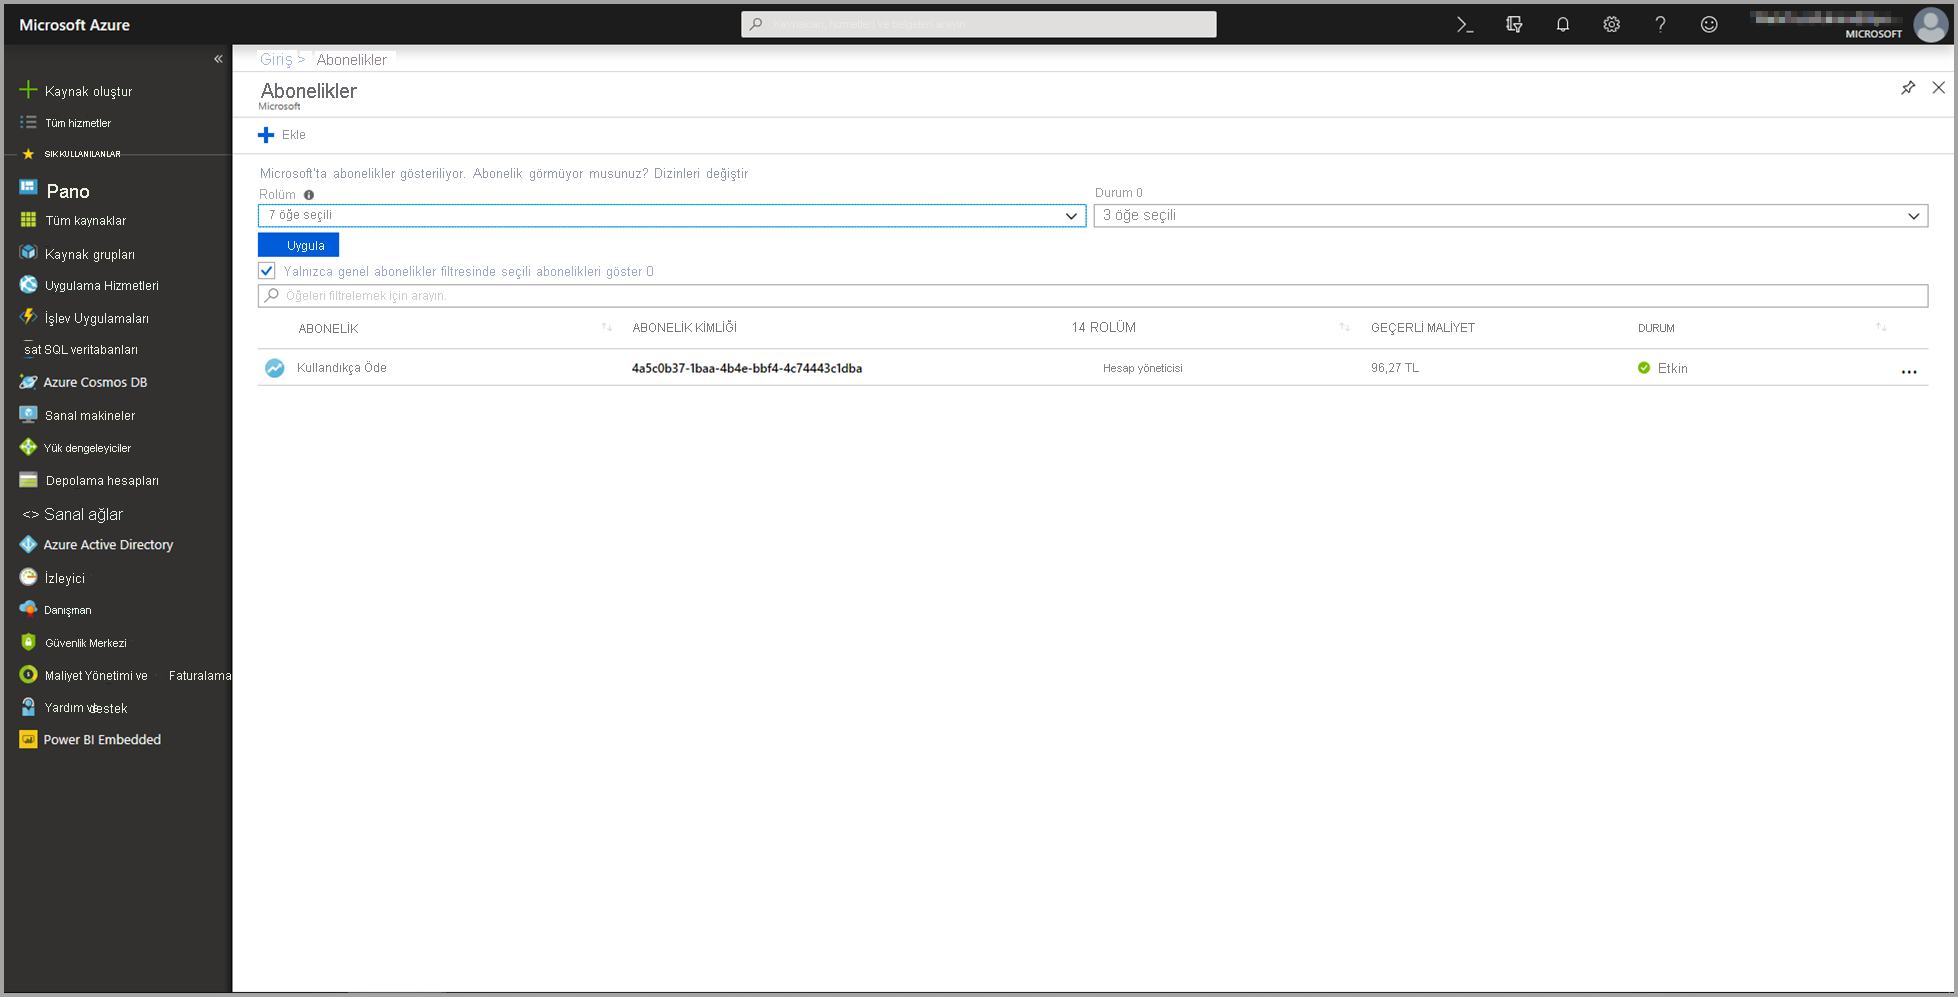 Microsoft Azure
MICROSOFT
Kaynak oluştur
Tüm hizmetler
SIK KULLANILANLAR
Pano
Tüm kaynaklar
Kaynak grupları
Uygulama Hizmetleri
İşlev Uygulamaları
sat SQL veritabanları
Azure Cosmos DB
Sanal makineler
Yük dengeleyiciler
Depolama hesapları
<> Sanal ağlar
Azure Active Directory
İzleyici
Danışman
Güvenlik Merkezi
Maliyet Yönetimi ve Faturalama
Yardım ve destek
Power BI Embedded
Giriş > Abonelikler
Abonelikler
Microsoft
Ekle
Microsoft'ta abonelikler gösteriliyor. Abonelik görmüyor musunuz? Dizinleri değiştir
Rolüm
Durum 0
7 öğe seçili
3 öğe seçili
Uygula
Yalnızca genel abonelikler filtresinde seçili abonelikleri göster 0
Öğeleri filtrelemek için arayın.
ABONELİK ABONELİK KİMLİĞİ 14 ROLÜM GEÇERLİ MALİYET DURUM
Kullandıkça Öde 4a5c0b37-1baa-4b4e-bbf4-4c74443c1dba Hesap yöneticisi 96,27 TL Etkin